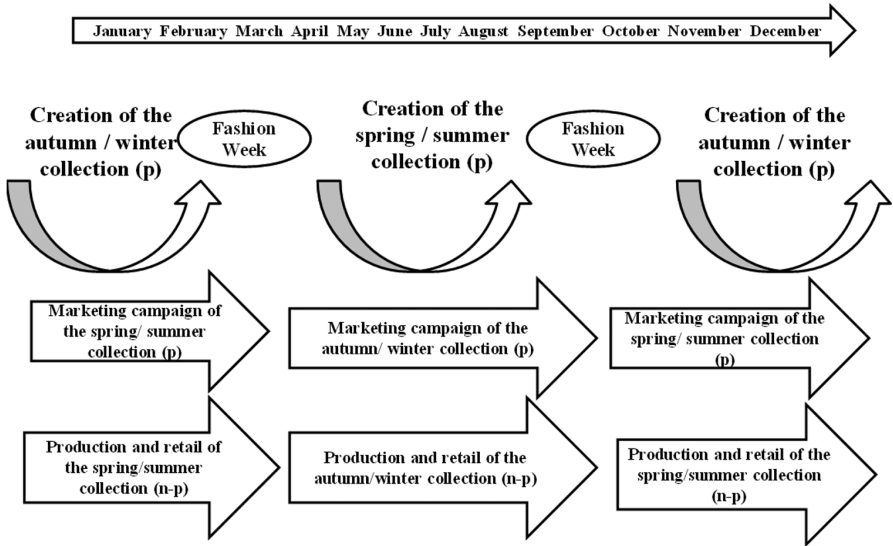 January February March April May June July August September October November December
Creation of the
autumn / winter
collection (p)
Fashion
Week
Creation of the
spring / summer
collection (p)
Fashion
Week
Creation of the
autumn / winter
collection (p)
Marketing campaign of
the spring/ summer
collection (p)
Marketing campaign of the
autumn/ winter collection (p)
Marketing campaign of the
spring/ summer collection
(p)
Production and retail of
the spring/summer
collection (n-p)
Production and retail of the
autumn/winter collection (n-p)
Production and retail of the
spring/summer collection
(n-p)